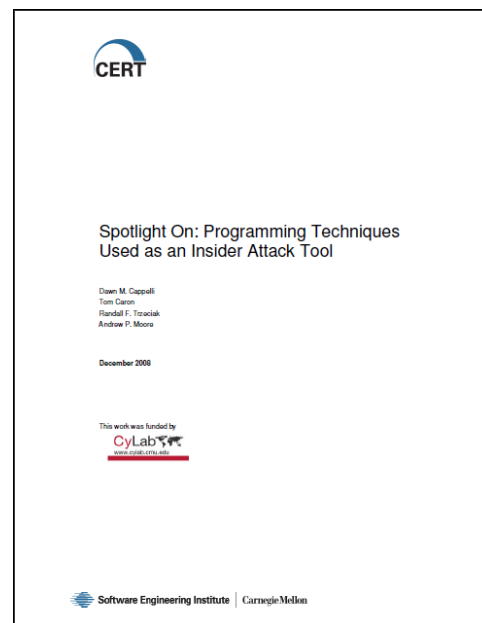 CERT
Spotlight On: Programming Techniques
Used as an Insider Attack Tool
Dawn M. Cappelli
Tom Caron
Randall F. Trzeciak
Andrew P. Moore
December 2008
This work was funded by
CyLab
www.cylab.cmu.edu
Software Engineering Institute | Carnegie Mellon